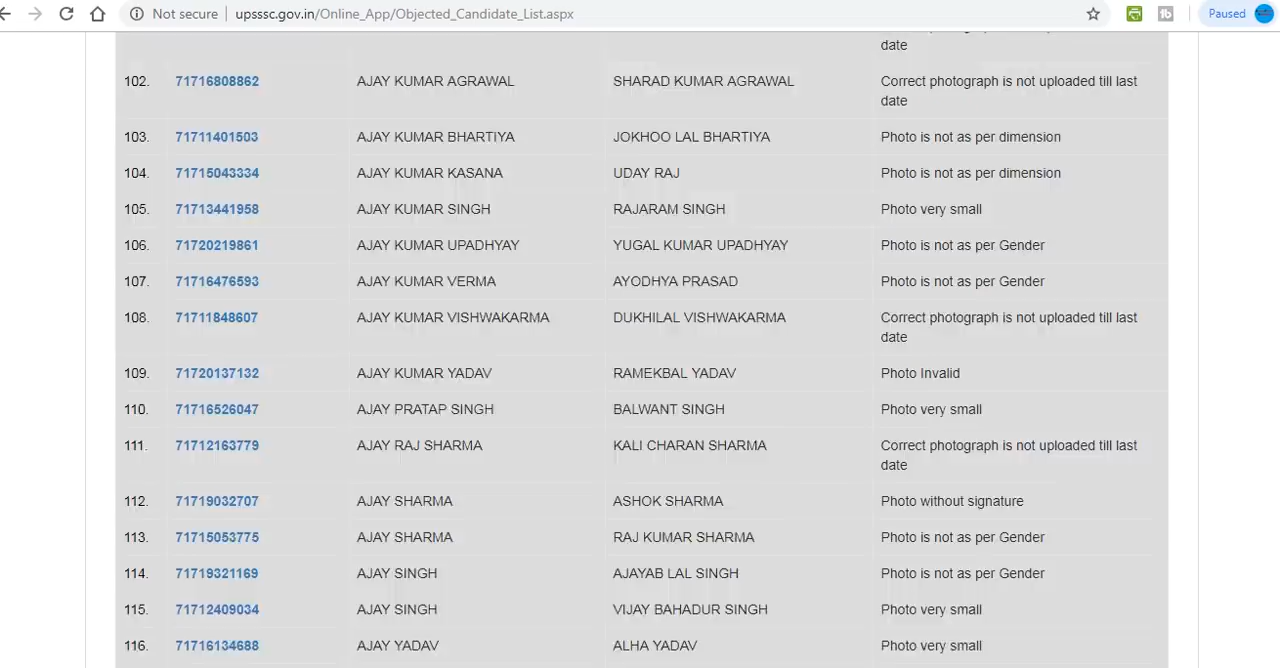 Not secure | upsssc.gov.in/Online_App/Objected_Candidate_List.aspx Paused
date
102. 71716808862 AJAY KUMAR AGRAWAL SHARAD KUMAR AGRAWAL Correct photograph is not uploaded till last
date
103. 71711401503 AJAY KUMAR BHARTIYA JOKHOO LAL BHARTIYA Photo is not as per dimension
104. 71715043334 AJAY KUMAR KASANA UDAY RAJ Photo is not as per dimension
105. 71713441958 AJAY KUMAR SINGH RAJARAM SINGH Photo very small
106. 71720219861 AJAY KUMAR UPADHYAY YUGAL KUMAR UPADHYAY Photo is not as per Gender
107. 71716476593 AJAY KUMAR VERMA AYODHYA PRASAD Photo is not as per Gender
108. 71711848607 AJAY KUMAR VISHWAKARMA DUKHILAL VISHWAKARMA Correct photograph is not uploaded till last
date
109. 71720137132 AJAY KUMAR YADAV RAMEKBAL YADAV Photo Invalid
110. 71716526047 AJAY PRATAP SINGH BALWANT SINGH Photo very small
111. 71712163779 AJAY RAJ SHARMA KALI CHARAN SHARMA Correct photograph is not uploaded till last
date
112. 71719032707 AJAY SHARMA ASHOK SHARMA Photo without signature
113. 71715053775 AJAY SHARMA RAJ KUMAR SHARMA Photo is not as per Gender
114. 71719321169 AJAY SINGH AJAYAB LAL SINGH Photo is not as per Gender
115. 71712409034 AJAY SINGH VIJAY BAHADUR SINGH Photo very small
116. 71716134688 AJAY YADAV ALHA YADAV Photo very small